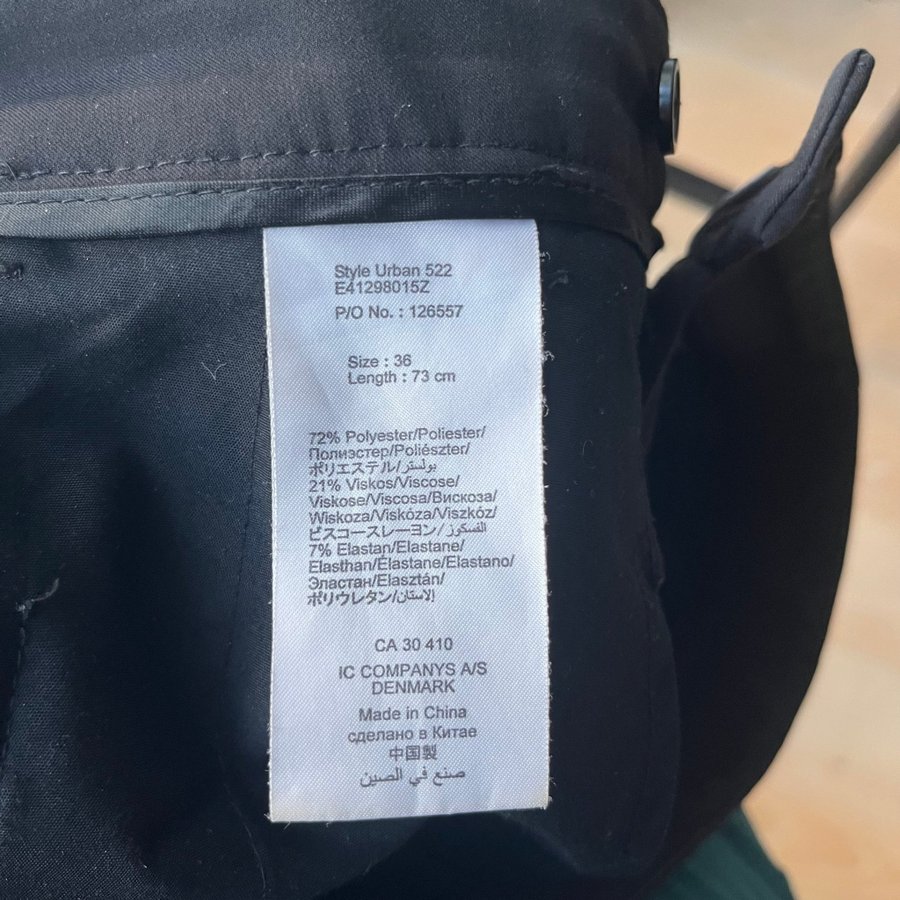 Style Urban 522
E41298015Z
P/O No. : 126557
Size : 36
Length : 73 cm
72% Polyester/Poliester/
Полиэстер/Poliészter/
ポリエステル/بولستر
21% Viskos/Viscose/
Viskose/Viscosa/Вискоза/
Wiskoza/Viskóza/Viszkóz/
ビスコースレーヨン/الفسكوز
7% Elastan/Elastane/
Elasthan/Élastane/Elastano/
Эластан/Elasztán/
ポリウレタン/الاستان
CA 30 410
IC COMPANYS A/S
DENMARK
Made in China
сделано в Китае
中国製
صنع في الصين